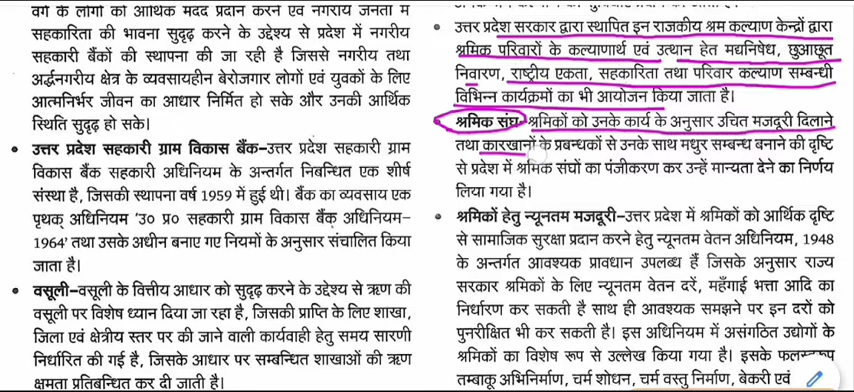 वर्ग के लोगों को आर्थिक मदद प्रदान करने एवं नगरीय जनता में
सहकारिता की भावना सुदृढ़ करने के उद्देश्य से प्रदेश में नगरीय
सहकारी बैंकों की स्थापना की जा रही है जिससे नगरीय तथा
अर्द्धनगरीय क्षेत्र के व्यवसायहीन बेरोजगार लोगों एवं युवकों के लिए
आत्मनिर्भर जीवन का आधार निर्मित हो सके और उनकी आर्थिक
स्थिति सुदृढ़ हो सके।
• उत्तर प्रदेश सहकारी ग्राम विकास बैंक–उत्तर प्रदेश सहकारी ग्राम
विकास बैंक सहकारी अधिनियम के अन्तर्गत निबन्धित एक शीर्ष
संस्था है, जिसकी स्थापना वर्ष 1959 में हुई थी। बैंक का व्यवसाय एक
पृथक् अधिनियम 'उ० प्र० सहकारी ग्राम विकास बैंक अधिनियम–
1964' तथा उसके अधीन बनाए गए नियमों के अनुसार संचालित किया
जाता है।
• वसूली–वसूली के वित्तीय आधार को सुदृढ़ करने के उद्देश्य से ऋण की
वसूली पर विशेष ध्यान दिया जा रहा है, जिसकी प्राप्ति के लिए शाखा,
जिला एवं क्षेत्रीय स्तर पर की जाने वाली कार्यवाही हेतु समय सारणी
निर्धारित की गई है, जिसके आधार पर सम्बन्धित शाखाओं की ऋण
क्षमता प्रतिबन्धित कर दी जाती है।
• उत्तर प्रदेश सरकार द्वारा स्थापित इन राजकीय श्रम कल्याण केन्द्रों द्वारा
श्रमिक परिवारों के कल्याणार्थ एवं उत्थान हेत मद्यनिषेध, छुआछूत
निवारण, राष्ट्रीय एकता, सहकारिता तथा परिवार कल्याण सम्बन्धी
विभिन्न कार्यक्रमों का भी आयोजन किया जाता है।
• श्रमिक संघ–श्रमिकों को उनके कार्य के अनुसार उचित मजदूरी दिलाने
तथा कारखानों के प्रबन्धकों से उनके साथ मधुर सम्बन्ध बनाने की दृष्टि
से प्रदेश में श्रमिक संघों का पंजीकरण कर उन्हें मान्यता देने का निर्णय
लिया गया है।
• श्रमिकों हेतु न्यूनतम मजदूरी–उत्तर प्रदेश में श्रमिकों को आर्थिक दृष्टि
से सामाजिक सुरक्षा प्रदान करने हेतु न्यूनतम वेतन अधिनियम, 1948
के अन्तर्गत आवश्यक प्रावधान उपलब्ध हैं जिसके अनुसार राज्य
सरकार श्रमिकों के लिए न्यूनतम वेतन दरें, महँगाई भत्ता आदि का
निर्धारण कर सकती है साथ ही आवश्यक समझने पर इन दरों को
पुनरीक्षित भी कर सकती है। इस अधिनियम में असंगठित उद्योगों के
श्रमिकों का विशेष रूप से उल्लेख किया गया है। इसके फलस्वरूप
तम्बाकू अभिनिर्माण, चर्म शोधन, चर्म वस्तु निर्माण, बेकरी एवं